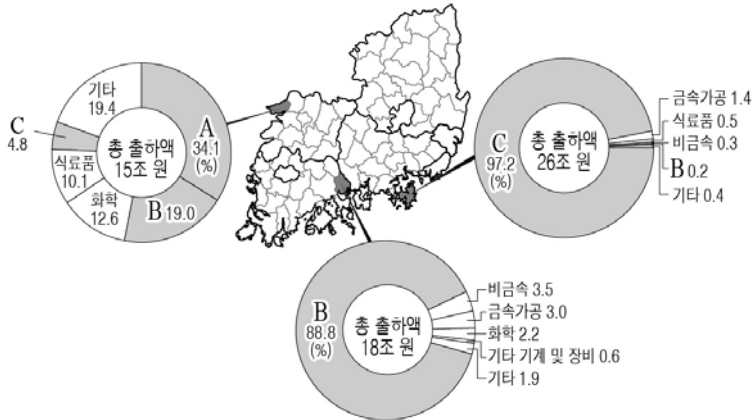 기타
19.4
C
4.8
식료품
10.1
화학
12.6
B 19.0
A
34.1
(%)
총 출하액
15조 원
C
97.2
(%)
총 출하액
26조 원
금속가공 1.4
식료품 0.5
비금속 0.3
B 0.2
기타 0.4
B
88.8
(%)
총 출하액
18조 원
비금속 3.5
금속가공 3.0
화학 2.2
기타 기계 및 장비 0.6
기타 1.9